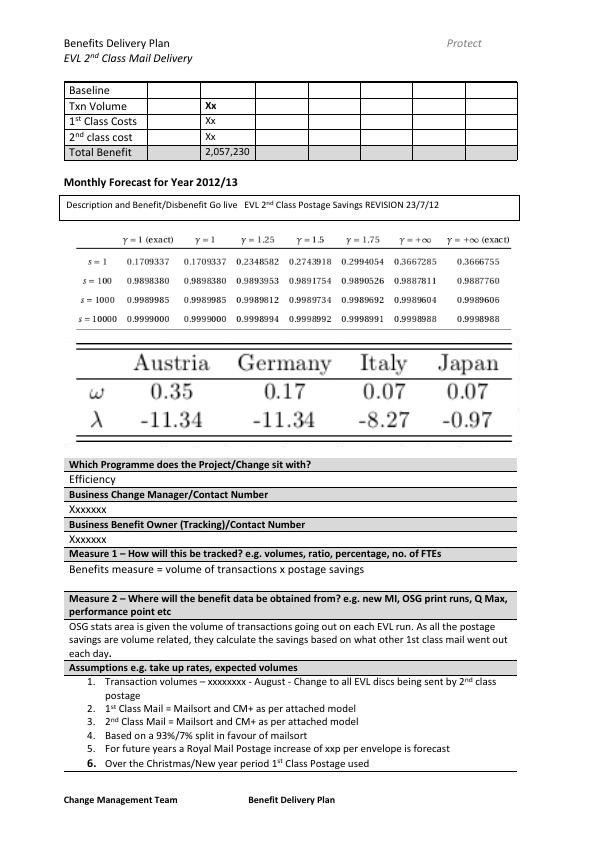 Benefits Delivery Plan Protect
EVL 2nd Class Mail Delivery
Baseline
Txn Volume Xx
1st Class Costs Xx
2nd class cost Xx
Total Benefit 2,057,230
Monthly Forecast for Year 2012/13
Description and Benefit/Disbenefit Go live EVL 2nd Class Postage Savings REVISION 23/7/12
γ = 1 (exact) γ = 1 γ = 1.25 γ = 1.5 γ = 1.75 γ = +∞ γ = +∞ (exact)
s = 1 0.1709337 0.1709337 0.2348582 0.2743918 0.2994054 0.3667285 0.3666755
s = 100 0.9898380 0.9898380 0.9893953 0.9891754 0.9890526 0.9887811 0.9887760
s = 1000 0.9989985 0.9989985 0.9989812 0.9989734 0.9989692 0.9989604 0.9989606
s = 10000 0.9999000 0.9999000 0.9998994 0.9998992 0.9998991 0.9998988 0.9998988
Austria Germany Italy Japan
ω 0.35 0.17 0.07 0.07
λ -11.34 -11.34 -8.27 -0.97
Which Programme does the Project/Change sit with?
Efficiency
Business Change Manager/Contact Number
Xxxxxxx
Business Benefit Owner (Tracking)/Contact Number
Xxxxxxx
Measure 1 – How will this be tracked? e.g. volumes, ratio, percentage, no. of FTEs
Benefits measure = volume of transactions x postage savings
Measure 2 – Where will the benefit data be obtained from? e.g. new MI, OSG print runs, Q Max,
performance point etc
OSG stats area is given the volume of transactions going out on each EVL run. As all the postage
savings are volume related, they calculate the savings based on what other 1st class mail went out
each day.
Assumptions e.g. take up rates, expected volumes
1. Transaction volumes – xxxxxxxx - August - Change to all EVL discs being sent by 2nd class
postage
2. 1st Class Mail = Mailsort and CM+ as per attached model
3. 2nd Class Mail = Mailsort and CM+ as per attached model
4. Based on a 93%/7% split in favour of mailsort
5. For future years a Royal Mail Postage increase of xxp per envelope is forecast
6. Over the Christmas/New year period 1st Class Postage used
Change Management Team Benefit Delivery Plan